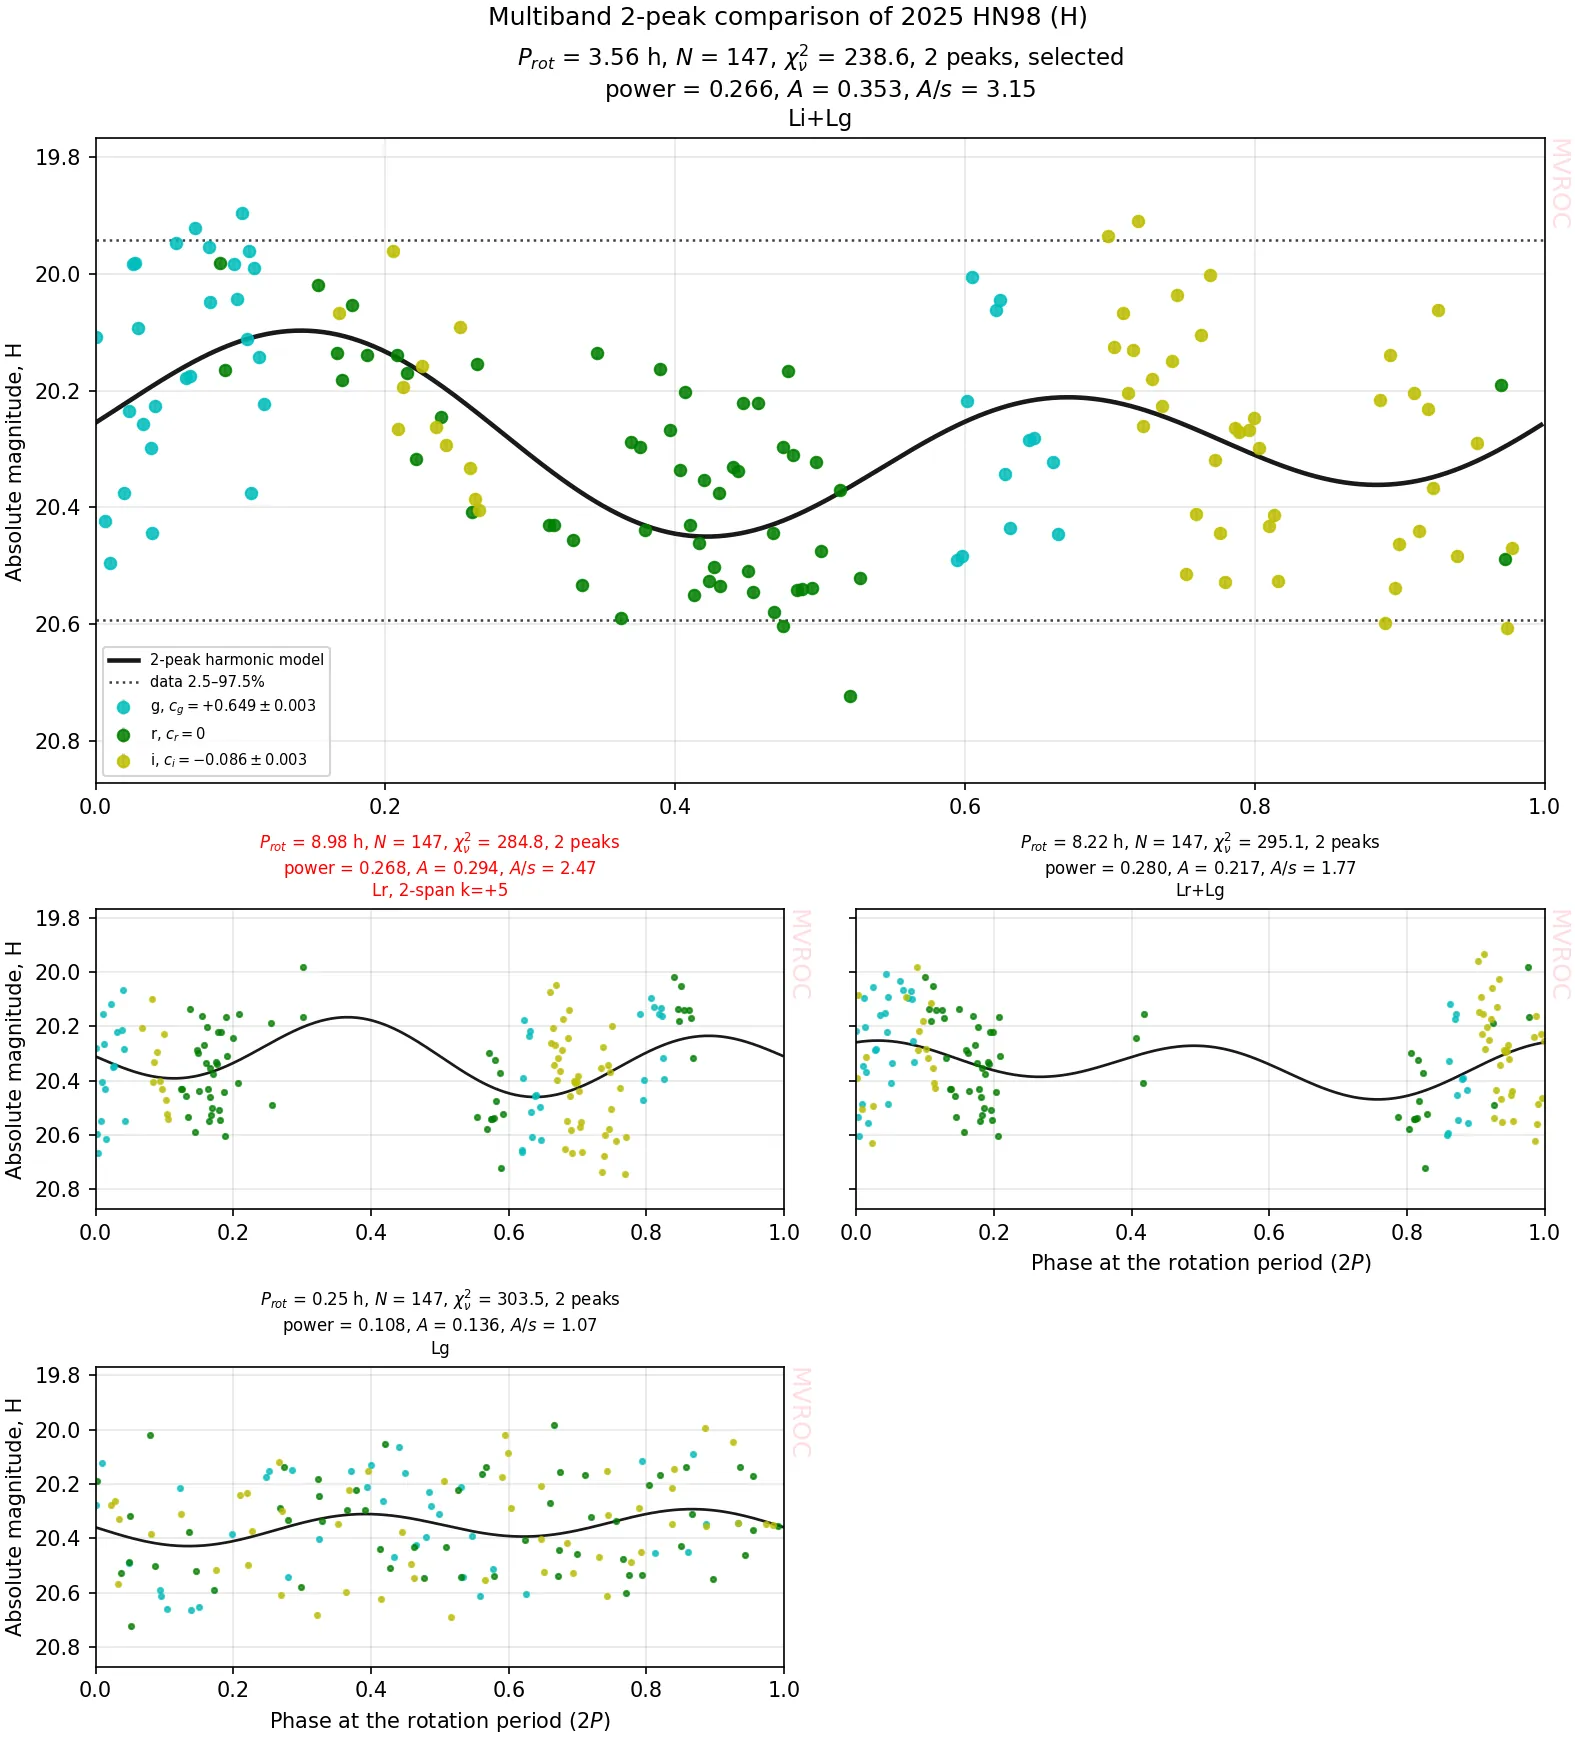 Multiband 2-peak comparison of 2025 HN98 (H)
P_rot = 3.56 h, N = 147, χ²_ν = 238.6, 2 peaks, selected
power = 0.266, A = 0.353, A/s = 3.15
Li+Lg
MVROC
Absolute magnitude, H
19.8
20.0
20.2
20.4
20.6
20.8
2-peak harmonic model
data 2.5–97.5%
g, c_g = +0.649 ± 0.003
r, c_r = 0
i, c_i = −0.086 ± 0.003
0.0 0.2 0.4 0.6 0.8 1.0
P_rot = 8.98 h, N = 147, χ²_ν = 284.8, 2 peaks
power = 0.268, A = 0.294, A/s = 2.47
Lr, 2-span k=+5
MVROC
Absolute magnitude, H
19.8
20.0
20.2
20.4
20.6
20.8
0.0 0.2 0.4 0.6 0.8 1.0
P_rot = 8.22 h, N = 147, χ²_ν = 295.1, 2 peaks
power = 0.280, A = 0.217, A/s = 1.77
Lr+Lg
MVROC
0.0 0.2 0.4 0.6 0.8 1.0
Phase at the rotation period (2P)
P_rot = 0.25 h, N = 147, χ²_ν = 303.5, 2 peaks
power = 0.108, A = 0.136, A/s = 1.07
Lg
MVROC
Absolute magnitude, H
19.8
20.0
20.2
20.4
20.6
20.8
0.0 0.2 0.4 0.6 0.8 1.0
Phase at the rotation period (2P)